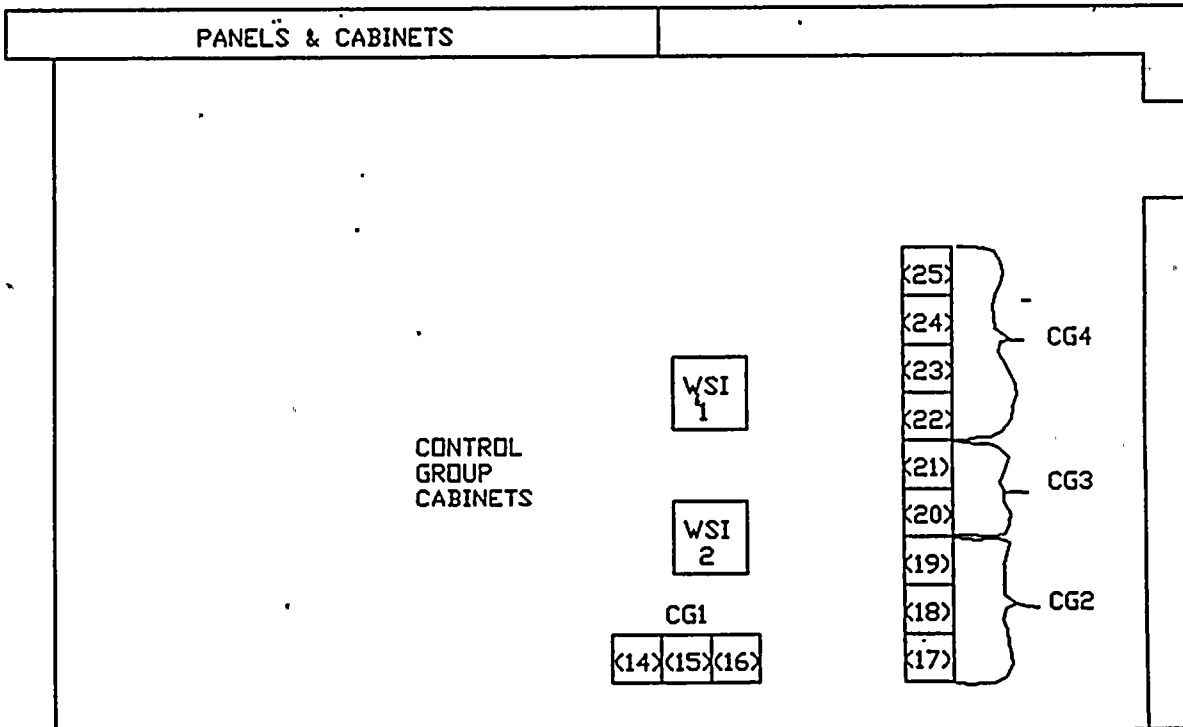 PANELS & CABINETS
(25)
(24)
CG4
(23)
WSI
1
(22)
CONTROL
GROUP
CABINETS
(21)
CG3
(20)
WSI
2
(19)
CG1
(18)
CG2
(14)(15)(16)
(17)